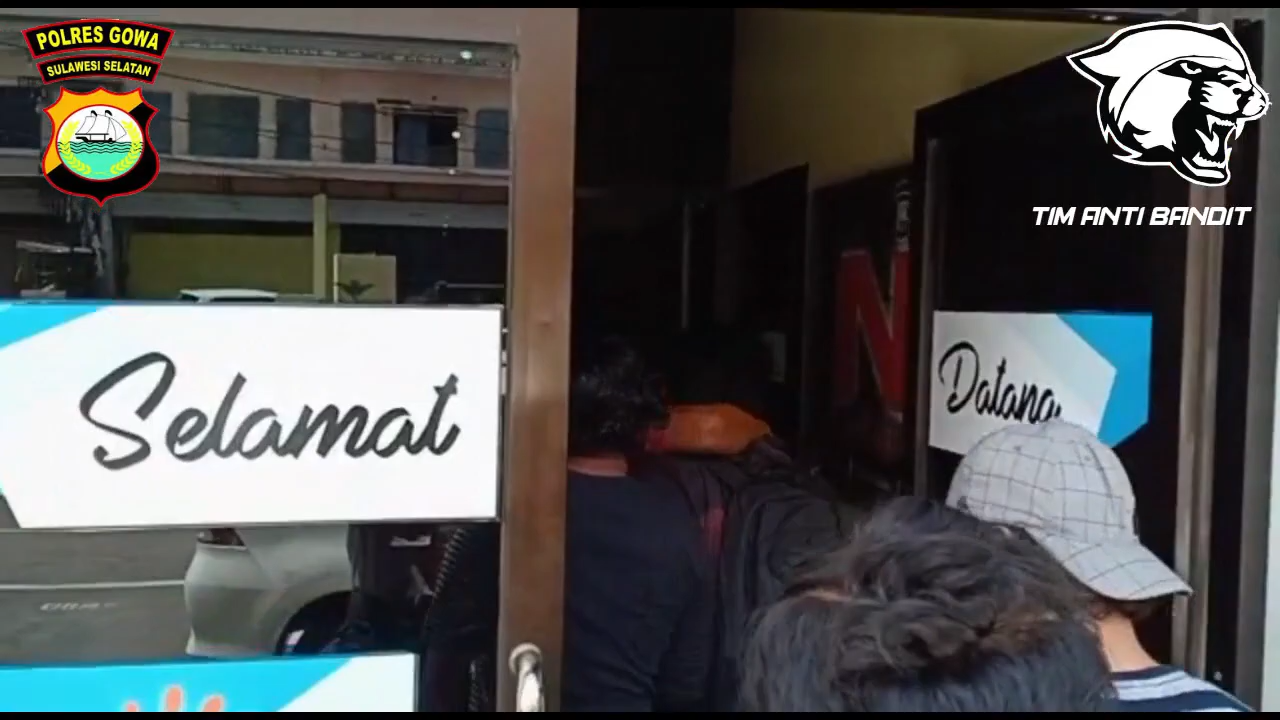 POLRES GOWA
SULAWESI SELATAN
TIM ANTI BANDIT
N
Selamat
Datang